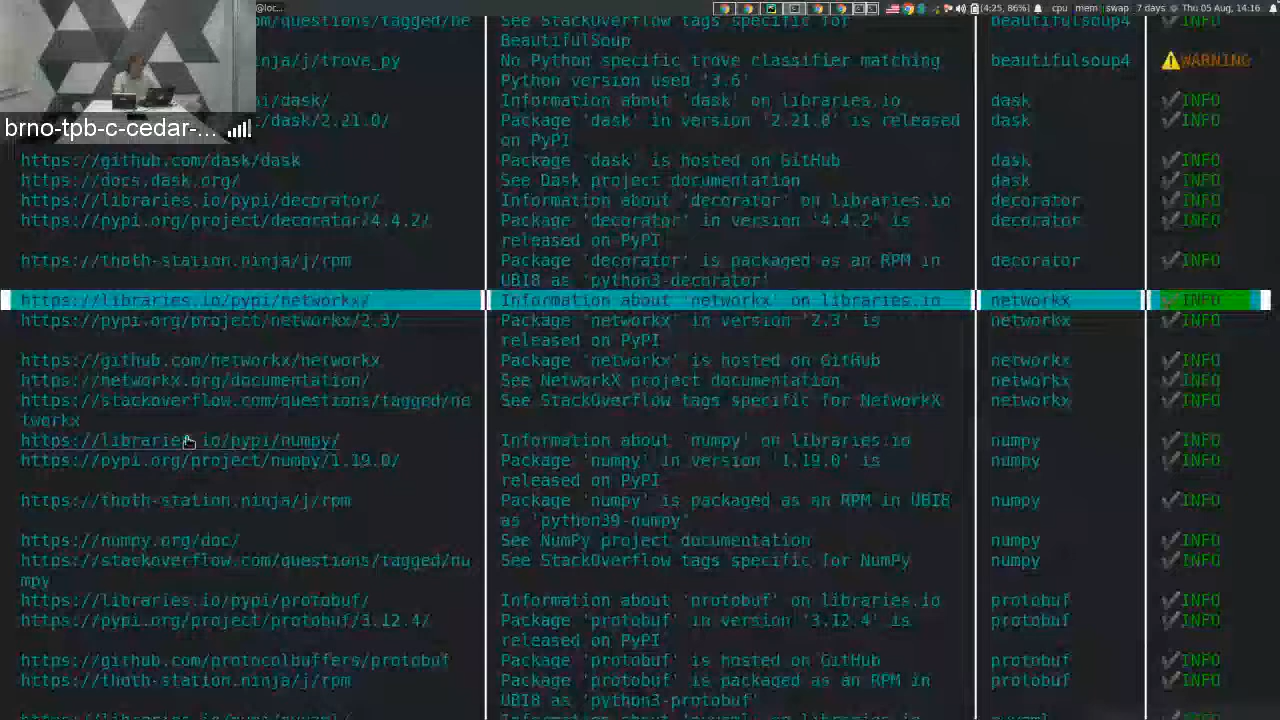 @loc... [4:25, 86%] cpu mem swap 7 days Thu 05 Aug, 14:16
om/questions/tagged/be See StackOverflow tags specific for beautifulsoup4 INFO
BeautifulSoup
nja/j/trove_py No Python specific trove classifier matching beautifulsoup4 WARNING
Python version used '3.6'
pi/dask/ Information about 'dask' on libraries.io dask ✔INFO
/dask/2.21.0/ Package 'dask' in version '2.21.0' is released dask ✔INFO
on PyPI
brno-tpb-c-cedar-...
https://github.com/dask/dask Package 'dask' is hosted on GitHub dask ✔INFO
https://docs.dask.org/ See Dask project documentation dask ✔INFO
https://libraries.io/pypi/decorator/ Information about 'decorator' on libraries.io decorator ✔INFO
https://pypi.org/project/decorator/4.4.2/ Package 'decorator' in version '4.4.2' is decorator ✔INFO
released on PyPI
https://thoth-station.ninja/j/rpm Package 'decorator' is packaged as an RPM in decorator ✔INFO
UBI8 as 'python3-decorator'
https://libraries.io/pypi/networkx/ Information about 'networkx' on libraries.io networkx ✔INFO
https://pypi.org/project/networkx/2.3/ Package 'networkx' in version '2.3' is networkx ✔INFO
released on PyPI
https://github.com/networkx/networkx Package 'networkx' is hosted on GitHub networkx ✔INFO
https://networkx.org/documentation/ See NetworkX project documentation networkx ✔INFO
https://stackoverflow.com/questions/tagged/ne See StackOverflow tags specific for NetworkX networkx ✔INFO
tworkx
https://libraries.io/pypi/numpy/ Information about 'numpy' on libraries.io numpy ✔INFO
https://pypi.org/project/numpy/1.19.0/ Package 'numpy' in version '1.19.0' is numpy ✔INFO
released on PyPI
https://thoth-station.ninja/j/rpm Package 'numpy' is packaged as an RPM in UBI8 numpy ✔INFO
as 'python39-numpy'
https://numpy.org/doc/ See NumPy project documentation numpy ✔INFO
https://stackoverflow.com/questions/tagged/nu See StackOverflow tags specific for NumPy numpy ✔INFO
mpy
https://libraries.io/pypi/protobuf/ Information about 'protobuf' on libraries.io protobuf ✔INFO
https://pypi.org/project/protobuf/3.12.4/ Package 'protobuf' in version '3.12.4' is protobuf ✔INFO
released on PyPI
https://github.com/protocolbuffers/protobuf Package 'protobuf' is hosted on GitHub protobuf ✔INFO
https://thoth-station.ninja/j/rpm Package 'protobuf' is packaged as an RPM in protobuf ✔INFO
UBI8 as 'python3-protobuf'